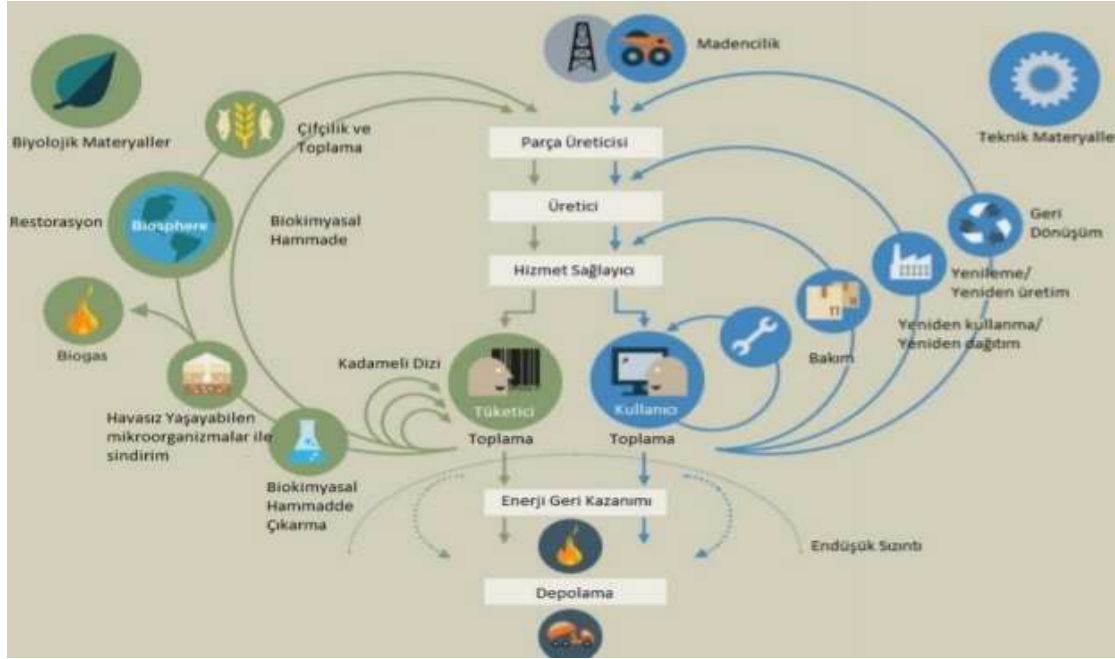 Madencilik
Biyolojik Materyaller
Çifçilik ve
Toplama
Parça Üreticisi
Teknik Materyalle
Restorasyon
Biosphere
Biokimyasal
Hammade
Üretici
Geri
Dönüşüm
Hizmet Sağlayıcı
Yenileme/
Yeniden üretim
Biogas
Yeniden kullanma/
Yeniden dağıtım
Kadameli Dizi
Bakım
Havasız Yaşayabilen
mikroorganizmalar ile
sindirim
Tüketici
Kullanıcı
Toplama
Toplama
Biokimyasal
Hammadde
Çıkarma
Enerji Geri Kazanımı
Endüşük Sızıntı
Depolama